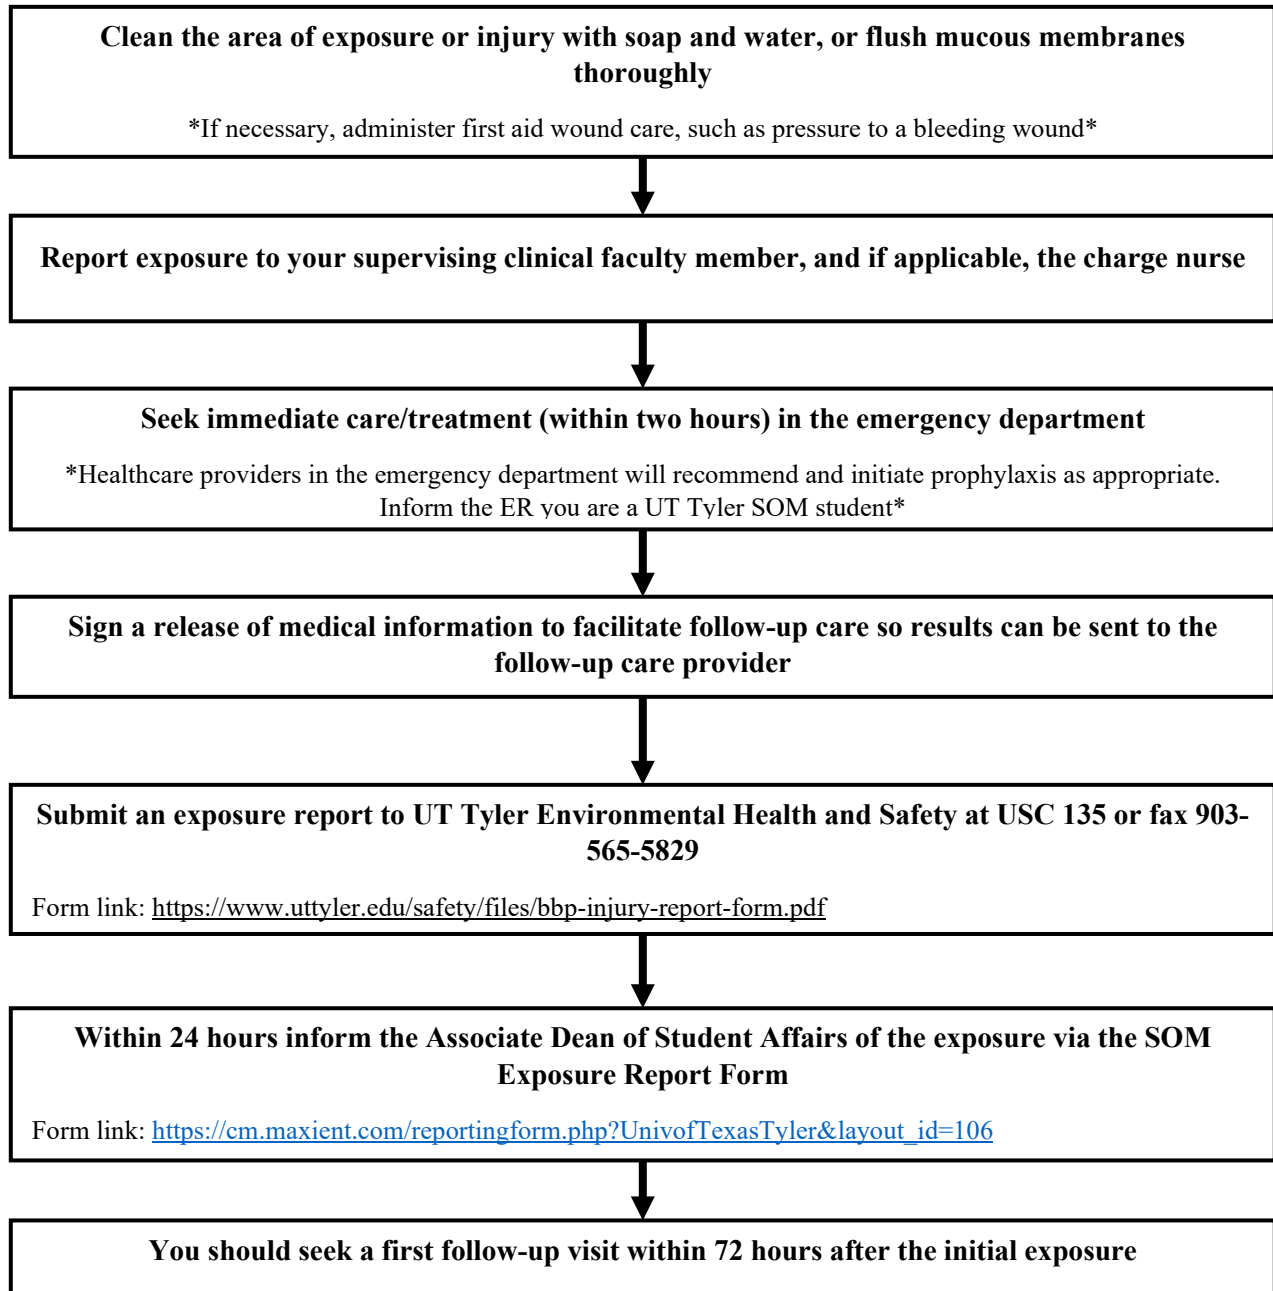 Clean the area of exposure or injury with soap and water, or flush mucous membranes
thoroughly
*If necessary, administer first aid wound care, such as pressure to a bleeding wound*
Report exposure to your supervising clinical faculty member, and if applicable, the charge nurse
Seek immediate care/treatment (within two hours) in the emergency department
*Healthcare providers in the emergency department will recommend and initiate prophylaxis as appropriate.
Inform the ER you are a UT Tyler SOM student*
Sign a release of medical information to facilitate follow-up care so results can be sent to the
follow-up care provider
Submit an exposure report to UT Tyler Environmental Health and Safety at USC 135 or fax 903-
565-5829
Form link: https://www.uttyler.edu/safety/files/bbp-injury-report-form.pdf
Within 24 hours inform the Associate Dean of Student Affairs of the exposure via the SOM
Exposure Report Form
Form link: https://cm.maxient.com/reportingform.php?UnivofTexasTyler&layout_id=106
You should seek a first follow-up visit within 72 hours after the initial exposure